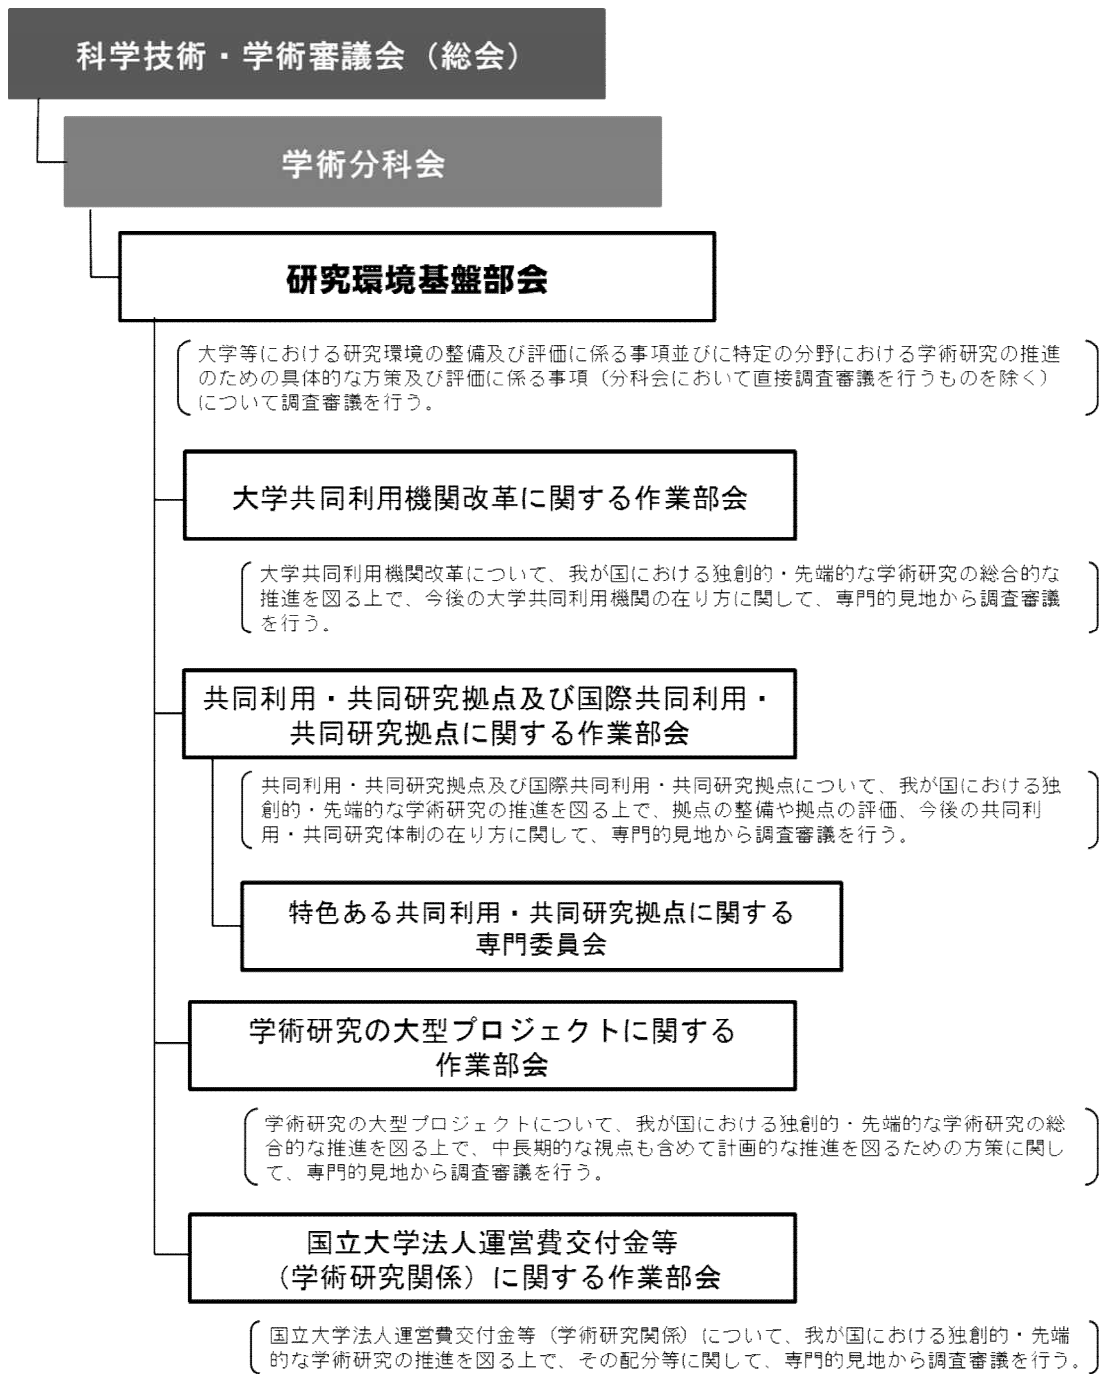 科学技術・学術審議会（総会）
学術分科会
研究環境基盤部会
大学等における研究環境の整備及び評価に係る事項並びに特定の分野における学術研究の推進
のための具体的な方策及び評価に係る事項（分科会において直接調査審議を行うものを除く）
について調査審議を行う。
大学共同利用機関改革に関する作業部会
大学共同利用機関改革について、我が国における独創的・先端的な学術研究の総合的な
推進を図る上で、今後の大学共同利用機関の在り方に関して、専門的見地から調査審議
を行う。
共同利用・共同研究拠点及び国際共同利用・
共同研究拠点に関する作業部会
共同利用・共同研究拠点及び国際共同利用・共同研究拠点について、我が国における独
創的・先端的な学術研究の推進を図る上で、拠点の整備や拠点の評価、今後の共同利
用・共同研究体制の在り方に関して、専門的見地から調査審議を行う。
特色ある共同利用・共同研究拠点に関する
専門委員会
学術研究の大型プロジェクトに関する
作業部会
学術研究の大型プロジェクトについて、我が国における独創的・先端的な学術研究の総
合的な推進を図る上で、中長期的な視点も含めて計画的な推進を図るための方策に関し
て、専門的見地から調査審議を行う。
国立大学法人運営費交付金等
（学術研究関係）に関する作業部会
国立大学法人運営費交付金等（学術研究関係）について、我が国における独創的・先端
的な学術研究の推進を図る上で、その配分等に関して、専門的見地から調査審議を行う。